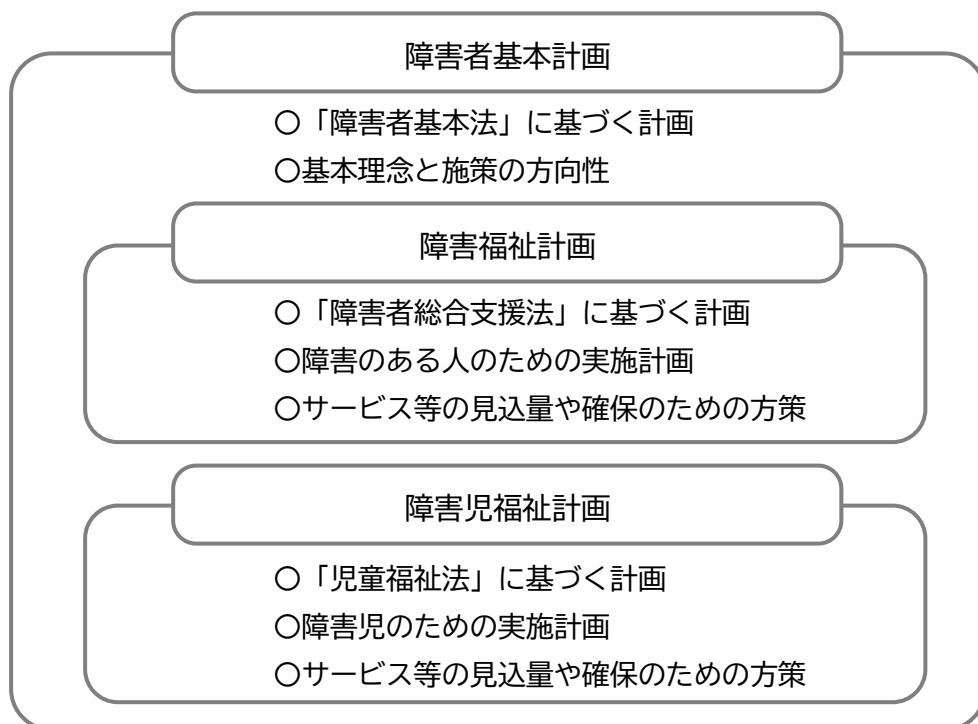 障害者基本計画
○「障害者基本法」に基づく計画
○基本理念と施策の方向性
障害福祉計画
○「障害者総合支援法」に基づく計画
○障害のある人のための実施計画
○サービス等の見込量や確保のための方策
障害児福祉計画
○「児童福祉法」に基づく計画
○障害児のための実施計画
○サービス等の見込量や確保のための方策